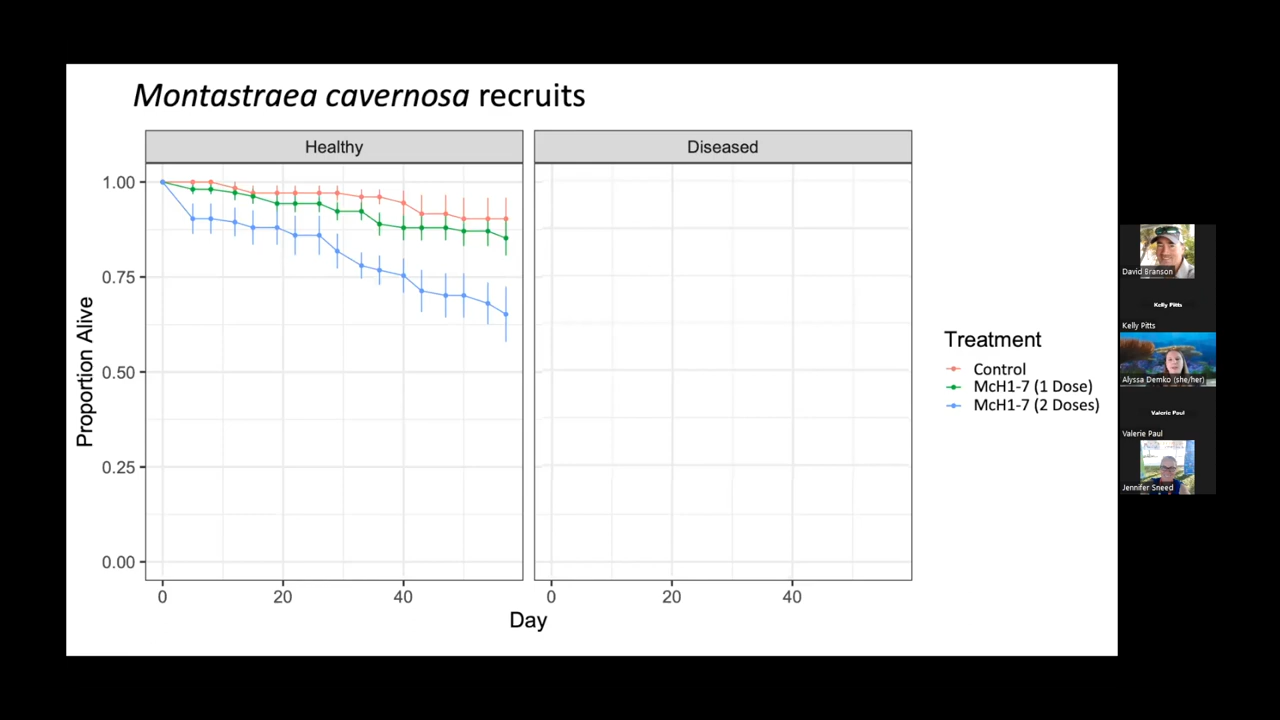 Montastraea cavernosa recruits
Healthy
Diseased
1.00
0.75
0.50
0.25
0.00
Proportion Alive
0
20
40
0
20
40
Day
Treatment
Control
McH1-7 (1 Dose)
McH1-7 (2 Doses)
David Branson
Kelly Pitts
Kelly Pitts
Alyssa Demko (she/her)
Valerie Paul
Valerie Paul
Jennifer Sneed